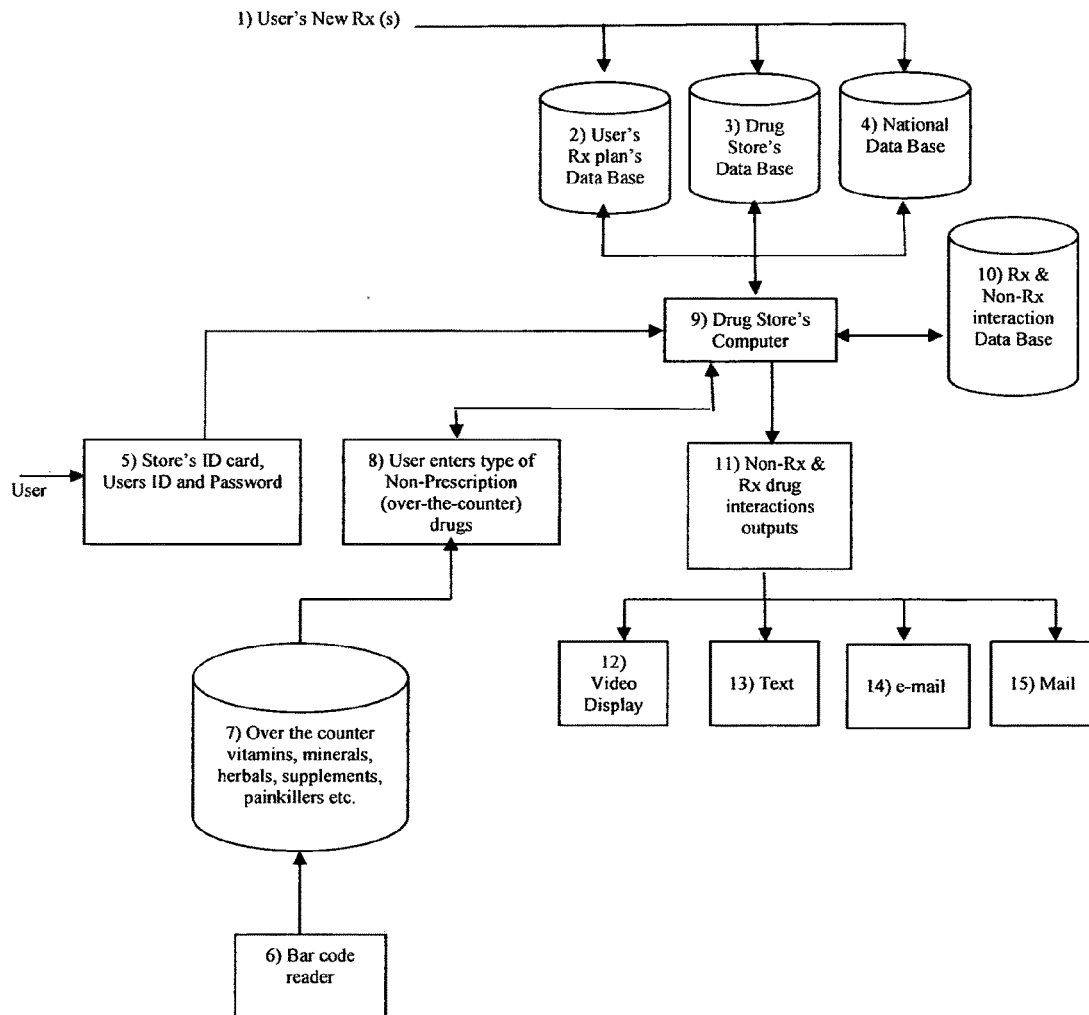 1) User's New Rx (s)
2) User's
Rx plan's
Data Base
3) Drug
Store's
Data Base
4) National
Data Base
10) Rx &
Non-Rx
interaction
Data Base
9) Drug Store's
Computer
User
5) Store's ID card,
Users ID and Password
8) User enters type of
Non-Prescription
(over-the-counter)
drugs
11) Non-Rx &
Rx drug
interactions
outputs
12)
Video
Display
13) Text
14) e-mail
15) Mail
7) Over the counter
vitamins, minerals,
herbals, supplements,
painkillers etc.
6) Bar code
reader